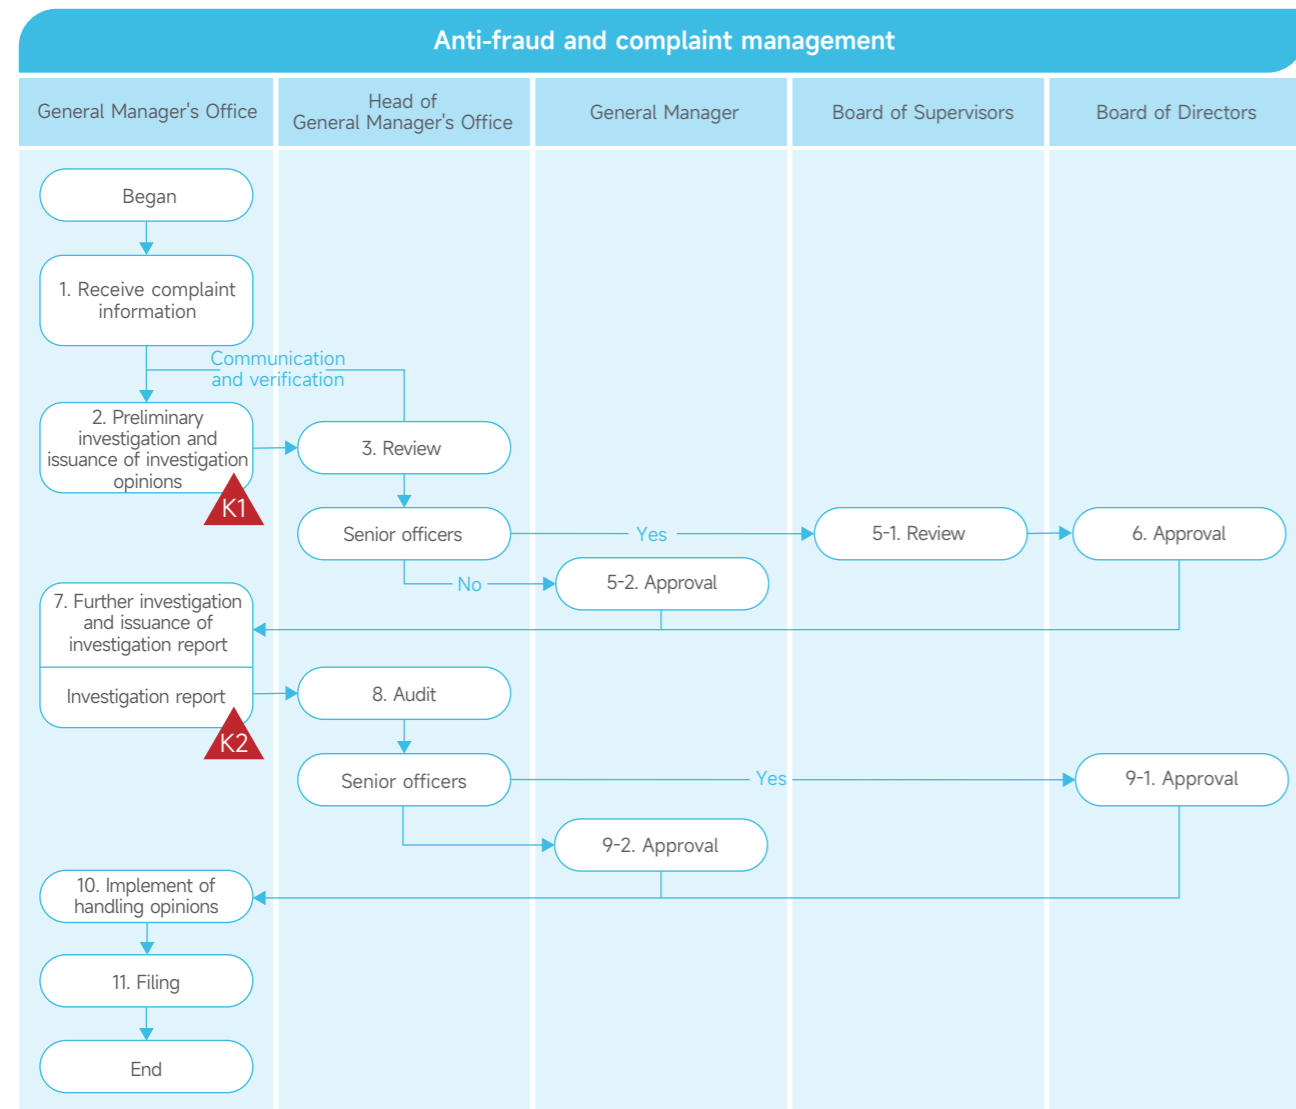 Anti-fraud and complaint management
General Manager's Office
Head of
General Manager's Office
General Manager
Board of Supervisors
Board of Directors
Began
1. Receive complaint
information
Communication
and verification
2. Preliminary
investigation and
issuance of investigation
opinions
K1
3. Review
Senior officers
Yes
5-1. Review
6. Approval
No
5-2. Approval
7. Further investigation
and issuance of
investigation report
Investigation report
K2
8. Audit
Senior officers
Yes
9-1. Approval
9-2. Approval
10. Implement of
handling opinions
11. Filing
End